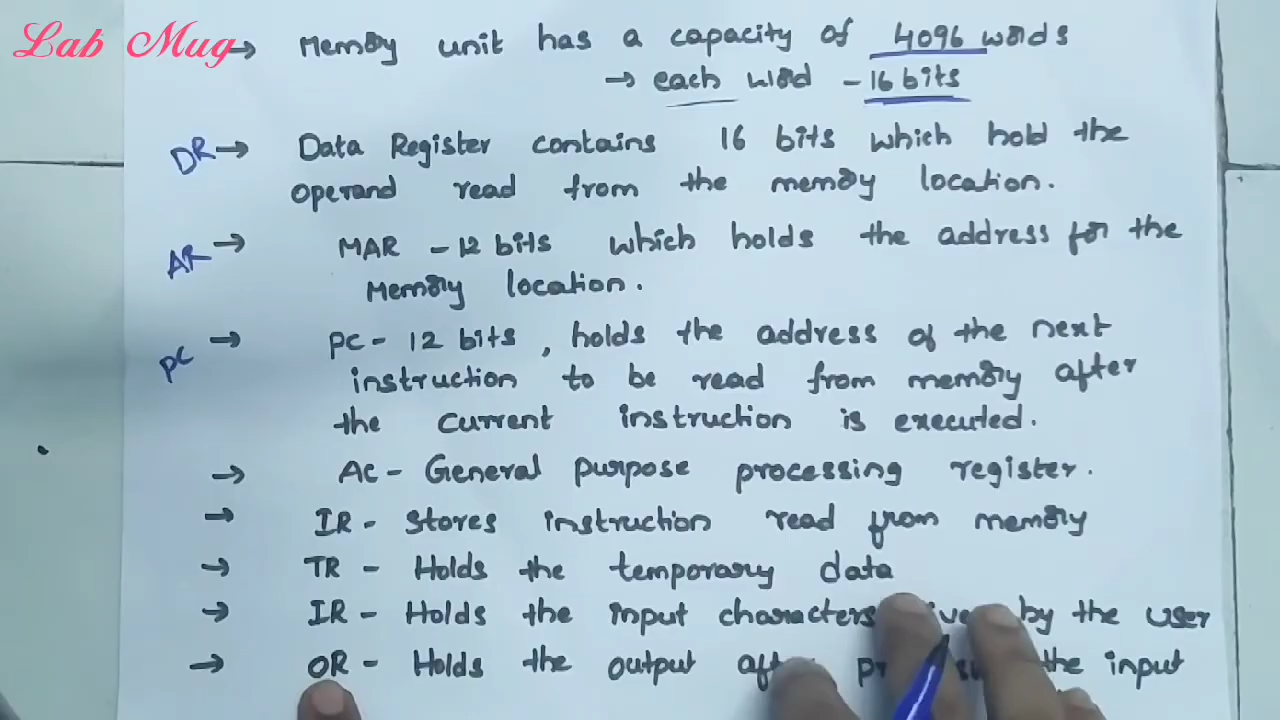 Lab Mug
→ Memory unit has a capacity of 4096 words
→ each word - 16 bits
DR → Data Register contains 16 bits which hold the
operand read from the memory location.
AR → MAR - 12 bits which holds the address for the
Memory location.
PC → PC - 12 bits, holds the address of the next
instruction to be read from memory after
the current instruction is executed.
→ AC - General purpose processing register.
→ IR - Stores instruction read from memory
→ TR - Holds the temporary data
→ IR - Holds the input characters by the user
→ OR - Holds the output the input